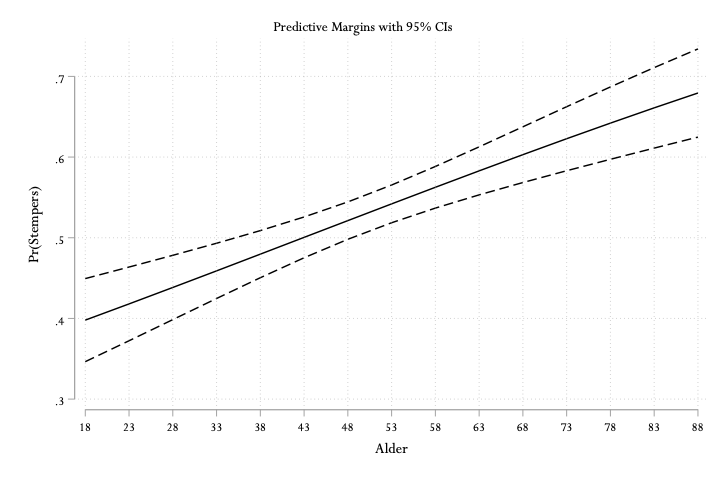 Predictive Margins with 95% CIs
.7
.6
.5
.4
.3
Pr(Stempers)
18 23 28 33 38 43 48 53 58 63 68 73 78 83 88
Alder